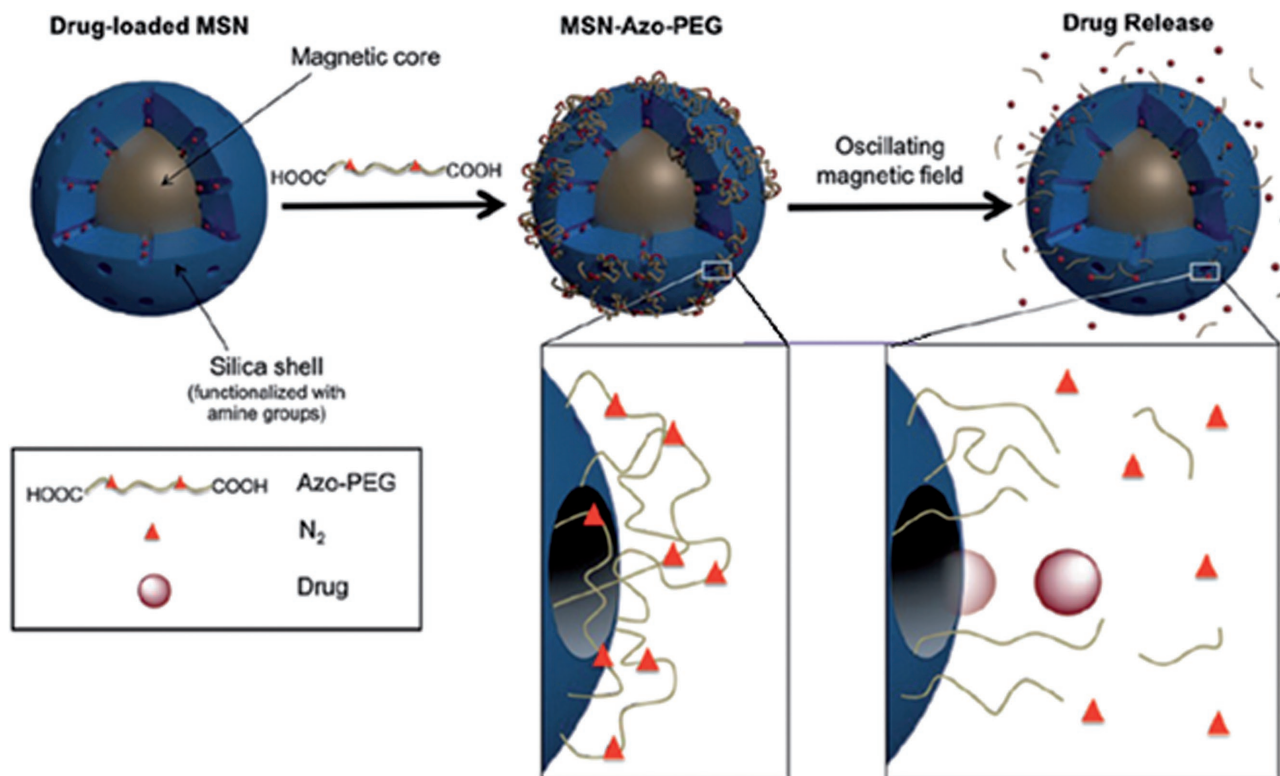 Drug-loaded MSN
Magnetic core
HOOC
COOH
Silica shell
(functionalized with
amine groups)
MSN-Azo-PEG
Oscillating
magnetic field
Drug Release
HOOC
COOH
Azo-PEG
N₂
Drug